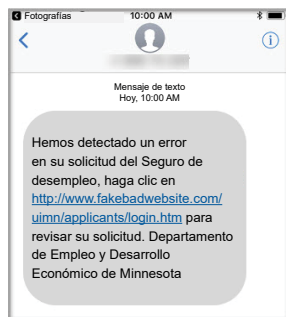 Fotografías 10:00 AM
Mensaje de texto
Hoy, 10:00 AM
Hemos detectado un error
en su solicitud del Seguro de
desempleo, haga clic en
http://www.fakebadwebsite.com/
uimn/applicants/login.htm para
revisar su solicitud. Departamento
de Empleo y Desarrollo
Económico de Minnesota